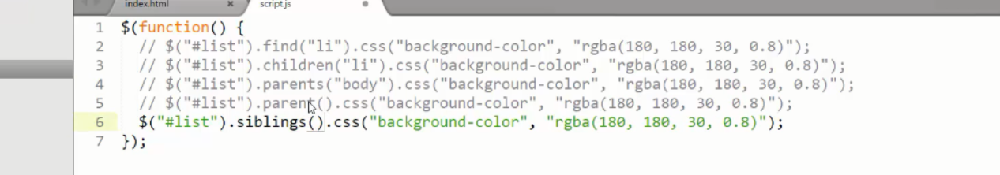 index.html ×
script.js
1 $(function() {
2 // $("#list").find("li").css("background-color", "rgba(180, 180, 30, 0.8)");
3 // $("#list").children("li").css("background-color", "rgba(180, 180, 30, 0.8)");
4 // $("#list").parents("body").css("background-color", "rgba(180, 180, 30, 0.8)");
5 // $("#list").parent().css("background-color", "rgba(180, 180, 30, 0.8)");
6 $("#list").siblings().css("background-color", "rgba(180, 180, 30, 0.8)");
7 });